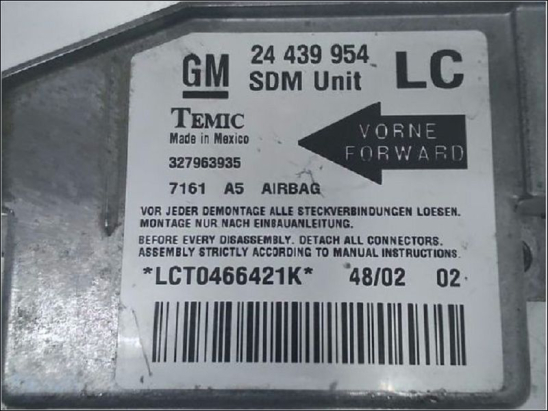 GM 24 439 954 LC
SDM Unit
TEMIC
Made in Mexico
VORNE
FORWARD
327963935
7161 A5 AIRBAG
VOR JEDER DEMONTAGE ALLE STECKVERBINDUNGEN LOESEN.
MONTAGE NUR NACH EINBAUANLEITUNG.
BEFORE EVERY DISASSEMBLY. DETACH ALL CONNECTORS.
ASSEMBLY STRICTLY ACCORDING TO MANUAL INSTRUCTIONS.
*LCT0466421K* 48/02 02